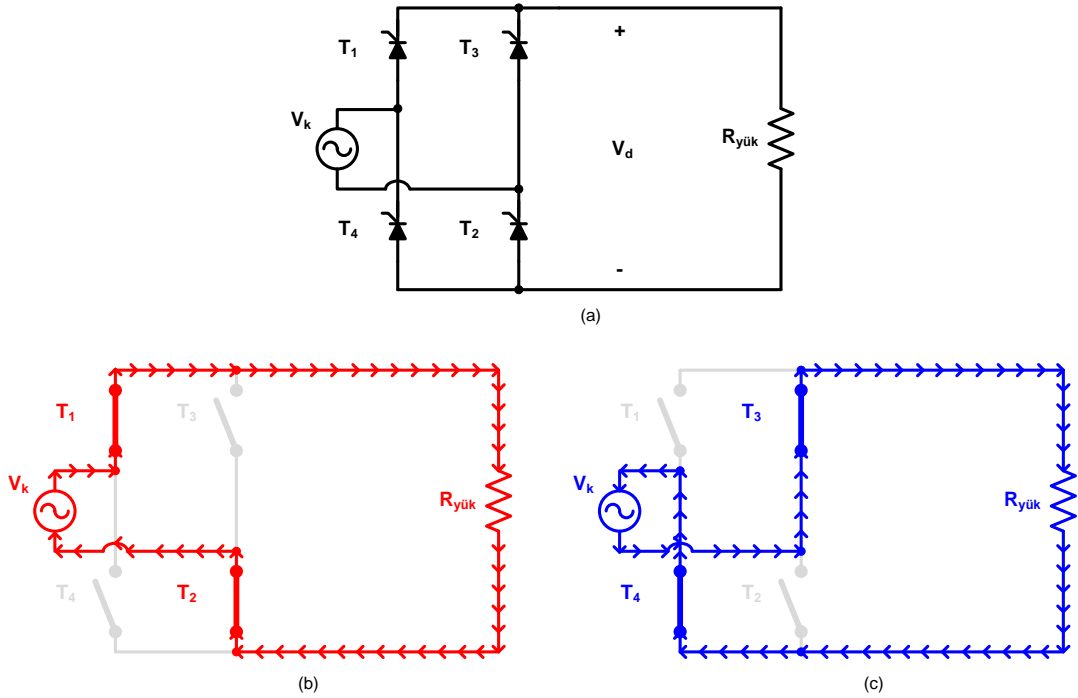 T1
T3
+
Vk
Vd
Ryük
T4
T2
-
(a)
T1
T3
Vk
Ryük
T4
T2
(b)
T1
T3
Vk
Ryük
T4
T2
(c)